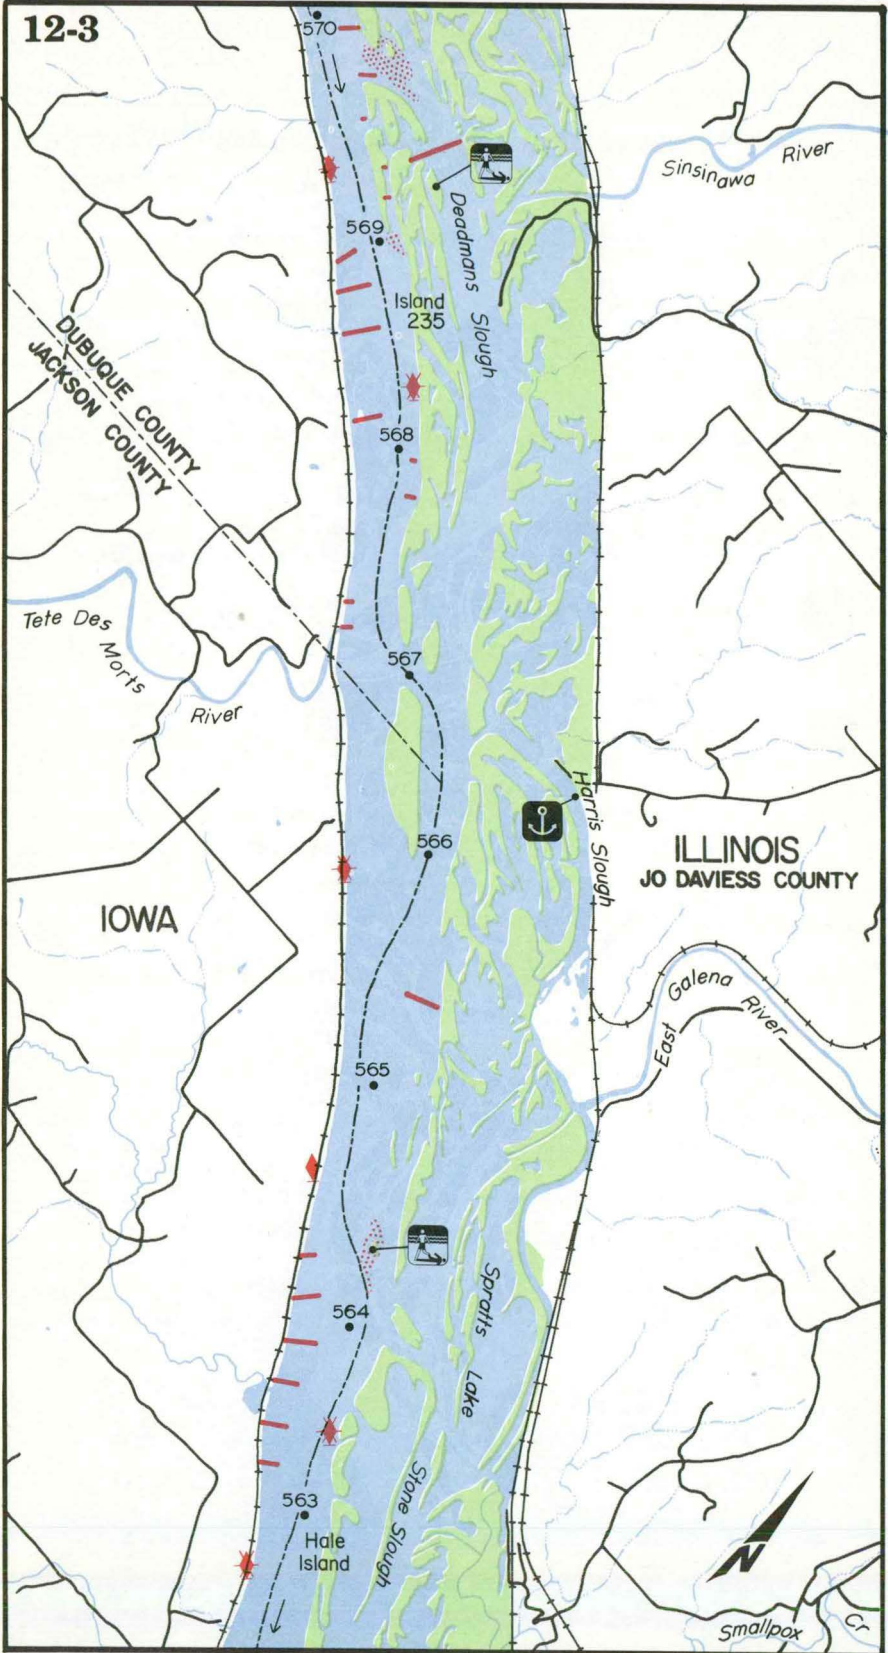 12-3
570
Sinsinawa River
569
Deadmans Slough
Island
235
DUBUQUE COUNTY
JACKSON COUNTY
568
Tete Des
Morts
River
567
Harris Slough
566
ILLINOIS
JO DAVIESS COUNTY
IOWA
Galena River
East
565
Spratts Lake
564
Stone Slough
563
Hale
Island
N
Smallpox Cr